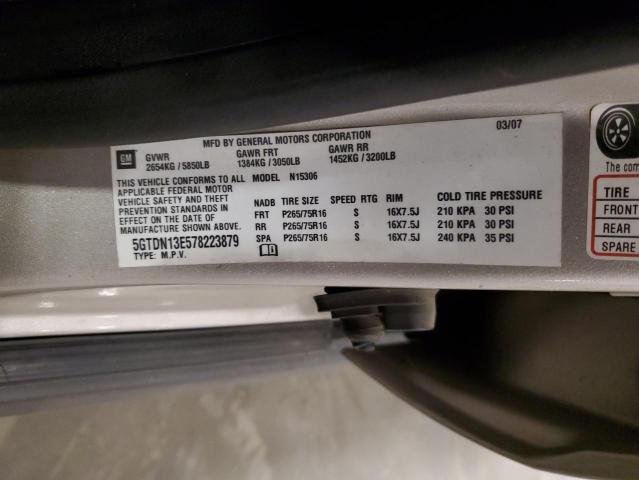 MFD BY GENERAL MOTORS CORPORATION 03/07
GM GVWR GAWR FRT GAWR RR
2654KG / 5850LB 1384KG / 3050LB 1452KG / 3200LB
THIS VEHICLE CONFORMS TO ALL MODEL N15306
APPLICABLE FEDERAL MOTOR
VEHICLE SAFETY AND THEFT NADB TIRE SIZE SPEED RTG RIM COLD TIRE PRESSURE
PREVENTION STANDARDS IN FRT P265/75R16 S 16X7.5J 210 KPA 30 PSI
EFFECT ON THE DATE OF RR P265/75R16 S 16X7.5J 210 KPA 30 PSI
MANUFACTURE SHOWN ABOVE. SPA P265/75R16 S 16X7.5J 240 KPA 35 PSI
5GTDN13E578223879
TYPE: M.P.V.
The com
TIRE
FRONT
REAR
SPARE